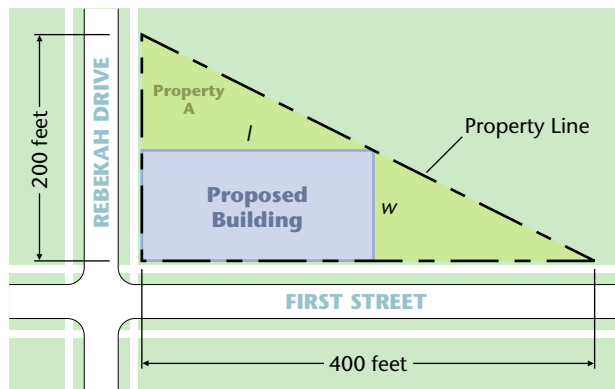 Property
A
l
Property Line
200 feet
REBEKAH DRIVE
Proposed
Building
w
FIRST STREET
400 feet